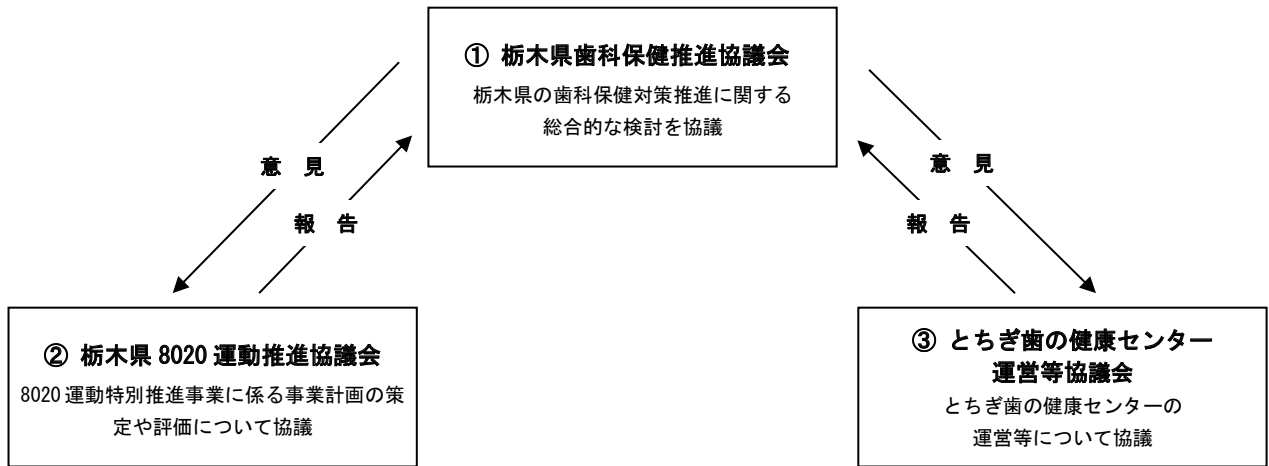 ① 栃木県歯科保健推進協議会
栃木県の歯科保健対策推進に関する
総合的な検討を協議
意 見
報 告
意 見
報 告
② 栃木県 8020 運動推進協議会
8020 運動特別推進事業に係る事業計画の策
定や評価について協議
③ とちぎ歯の健康センター
運営等協議会
とちぎ歯の健康センターの
運営等について協議